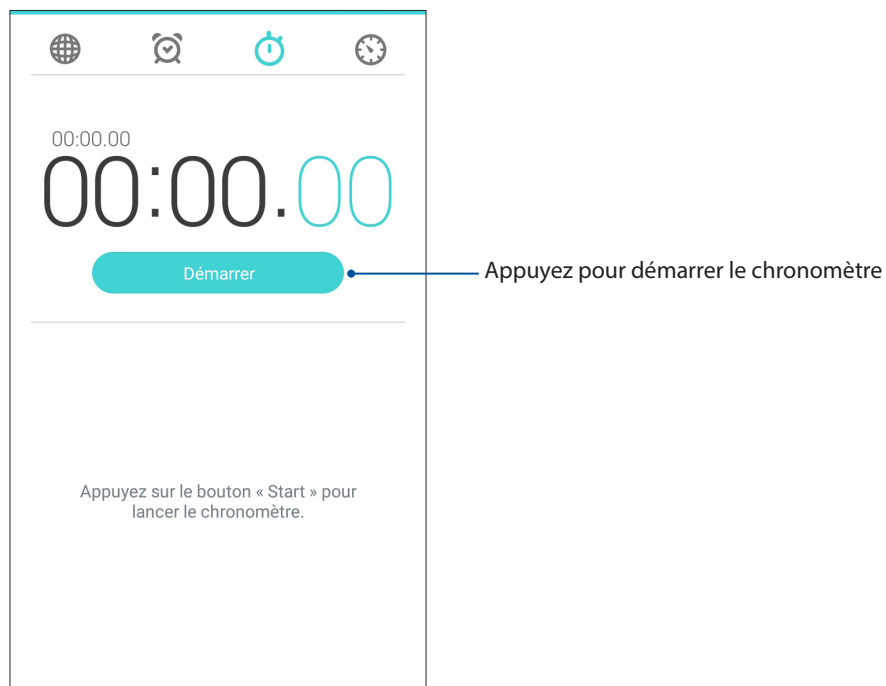 00:00.00
00:00.00
Démarrer
Appuyez pour démarrer le chronomètre
Appuyez sur le bouton « Start » pour
lancer le chronomètre.